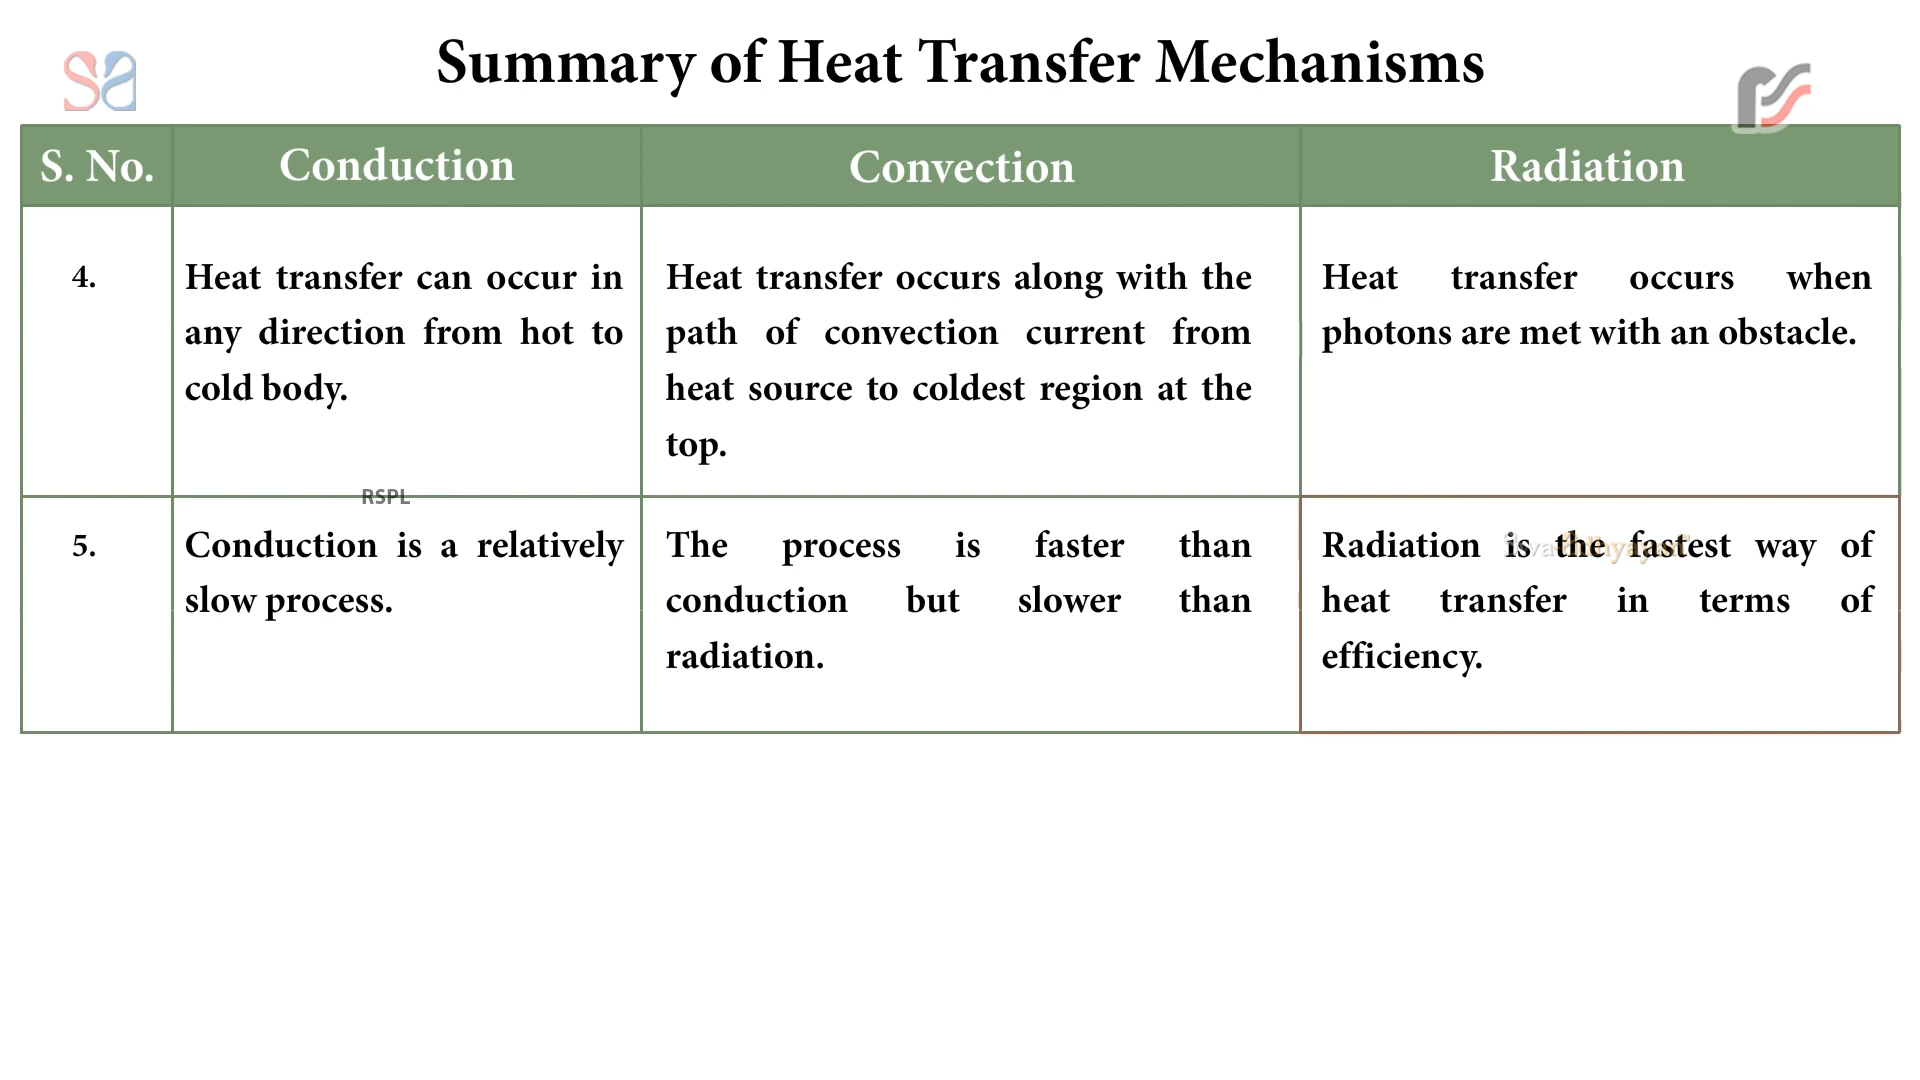 Summary of Heat Transfer Mechanisms
S. No.
Conduction
Convection
Radiation
4.
Heat transfer can occur in
any direction from hot to
cold body.
Heat transfer occurs along with the
path of convection current from
heat source to coldest region at the
top.
Heat transfer occurs when
photons are met with an obstacle.
RSPL
5.
Conduction is a relatively
slow process.
The process is faster than
conduction but slower than
radiation.
Radiation is the fastest way of
heat transfer in terms of
efficiency.